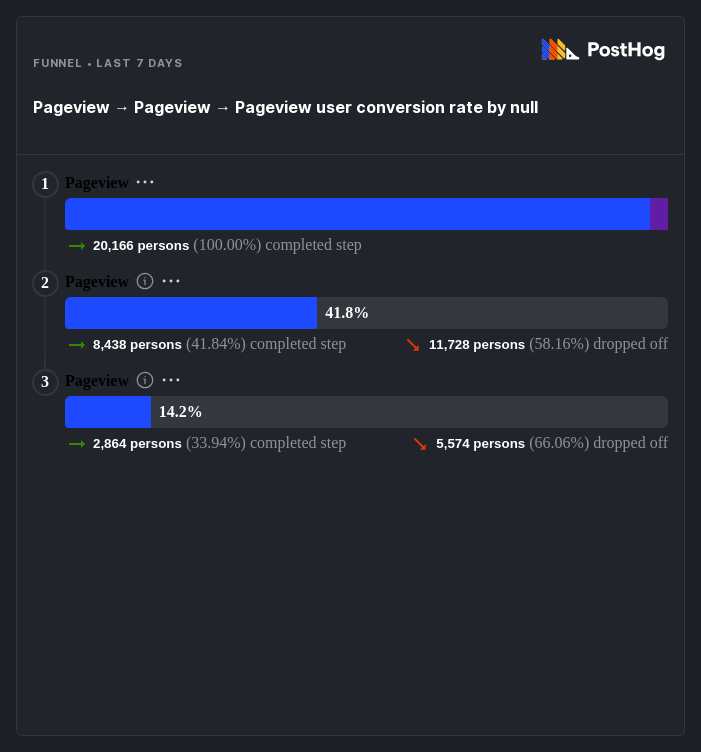 FUNNEL • LAST 7 DAYS
PostHog
Pageview → Pageview → Pageview user conversion rate by null
1 Pageview ···
→ 20,166 persons (100.00%) completed step
2 Pageview ···
41.8%
→ 8,438 persons (41.84%) completed step ↘ 11,728 persons (58.16%) dropped off
3 Pageview ···
14.2%
→ 2,864 persons (33.94%) completed step ↘ 5,574 persons (66.06%) dropped off